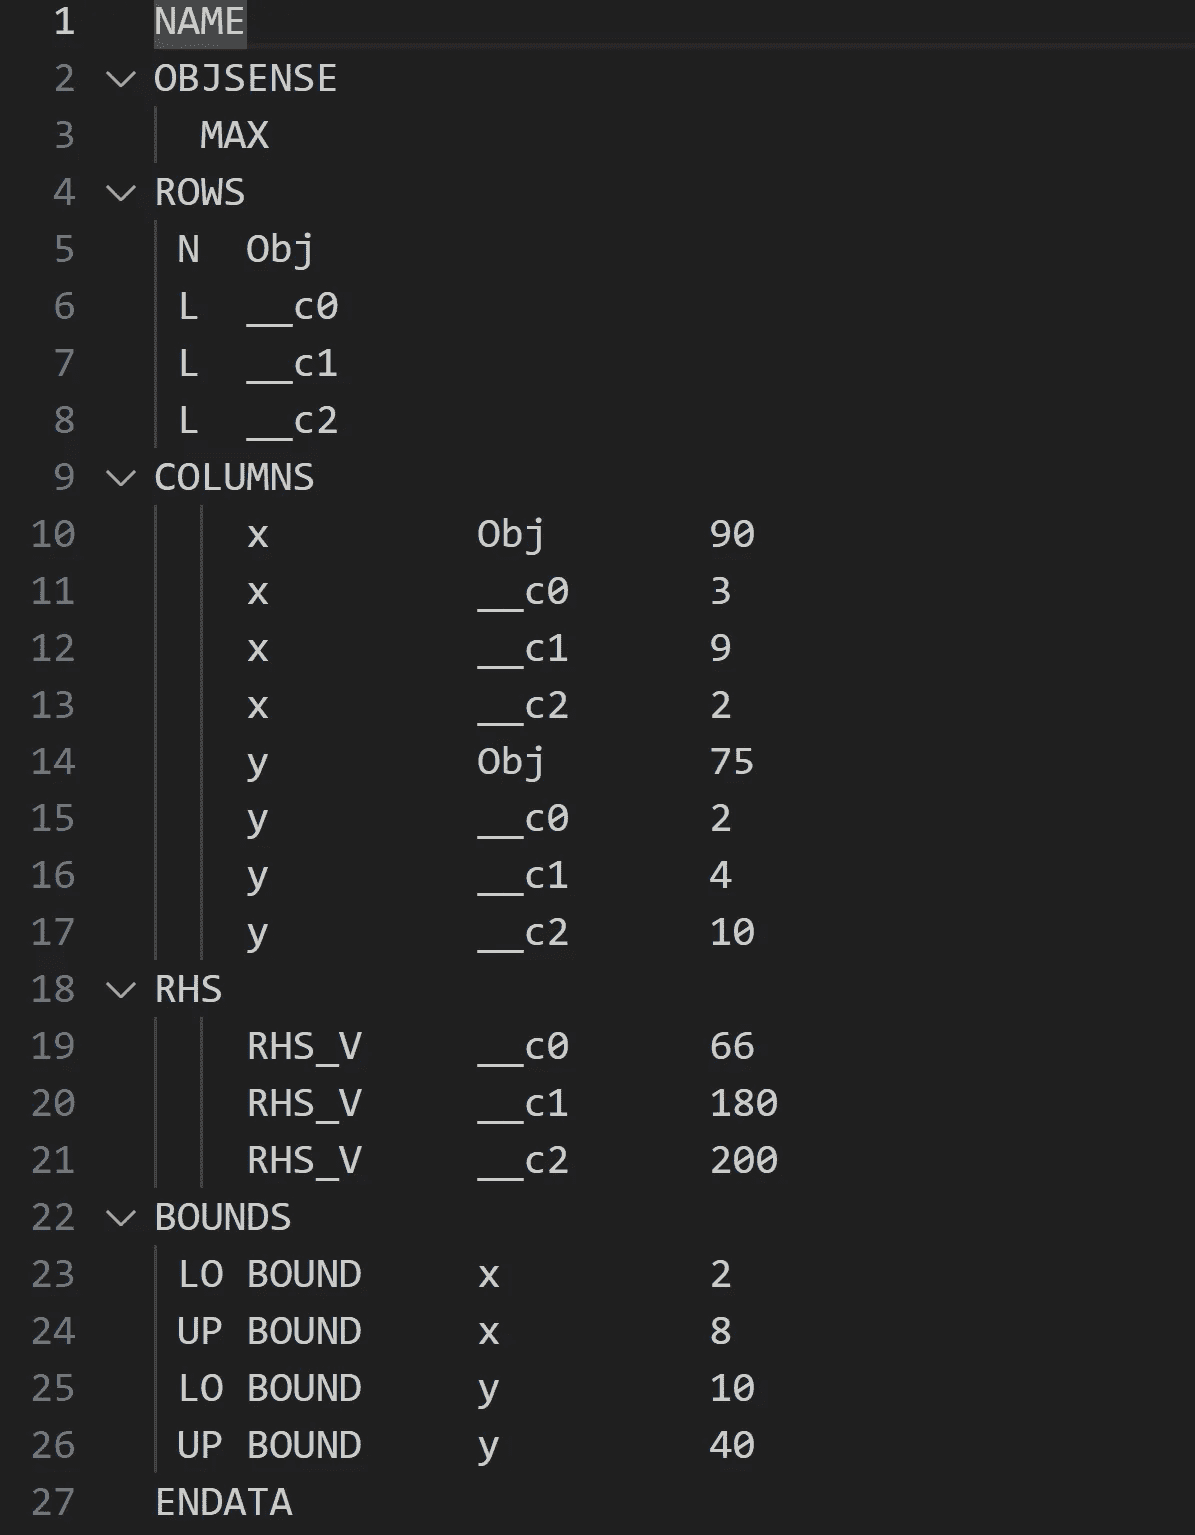 1 NAME
2 OBJSENSE
3 MAX
4 ROWS
5 N Obj
6 L __c0
7 L __c1
8 L __c2
9 COLUMNS
10 x Obj 90
11 x __c0 3
12 x __c1 9
13 x __c2 2
14 y Obj 75
15 y __c0 2
16 y __c1 4
17 y __c2 10
18 RHS
19 RHS_V __c0 66
20 RHS_V __c1 180
21 RHS_V __c2 200
22 BOUNDS
23 LO BOUND x 2
24 UP BOUND x 8
25 LO BOUND y 10
26 UP BOUND y 40
27 ENDATA